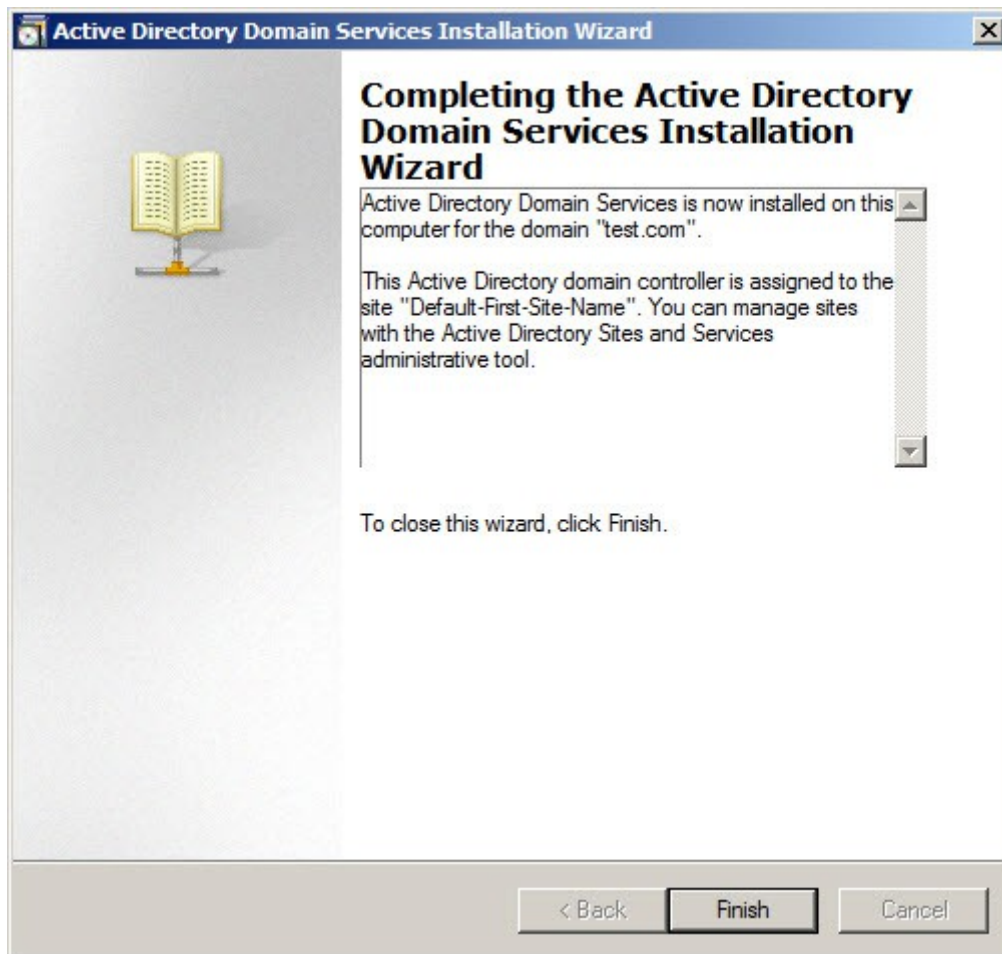 Active Directory Domain Services Installation Wizard
Completing the Active Directory
Domain Services Installation
Wizard
Active Directory Domain Services is now installed on this
computer for the domain "test.com".
This Active Directory domain controller is assigned to the
site "Default-First-Site-Name". You can manage sites
with the Active Directory Sites and Services
administrative tool.
To close this wizard, click Finish.
< Back
Finish
Cancel